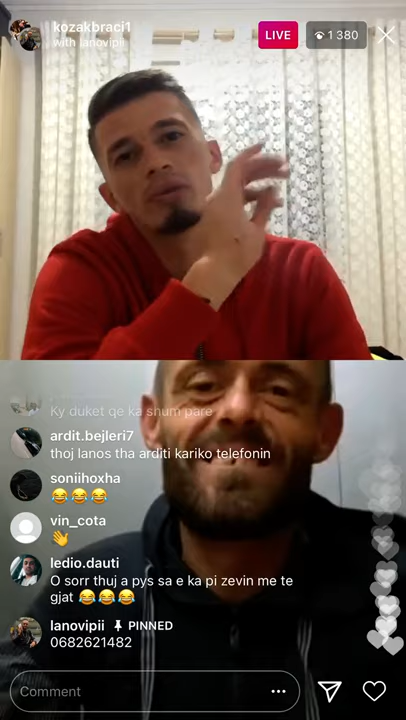 kozakbraci1
with lanovipii
LIVE
1 380
Ky duket qe ka shum pare
ardit.bejleri7
thoj lanos tha arditi kariko telefonin
soniihoxha
😂😂😂
vin_cota
👋
ledio.dauti
O sorr thuj a pys sa e ka pi zevin me te
gjat 😂😂😂
lanovipii PINNED
0682621482
Comment